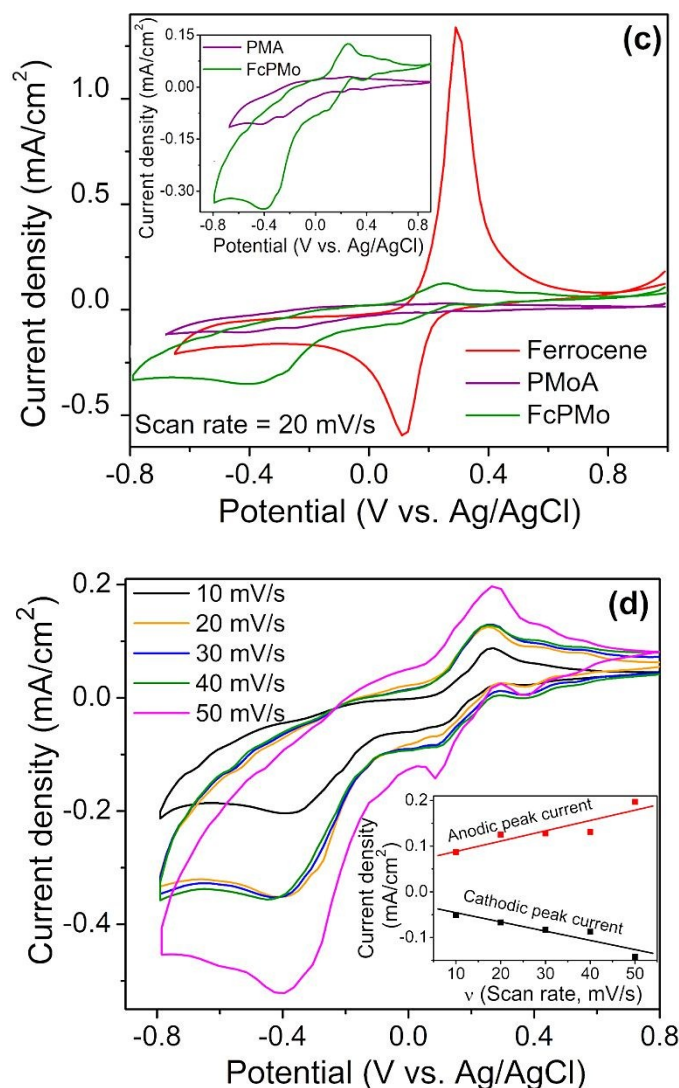 (c)
PMA
FcPMo
0.15
0.00
-0.15
-0.30
Current density (mA/cm²)
-0.8 -0.4 0.0 0.4 0.8
Potential (V vs. Ag/AgCl)
1.0
0.5
0.0
-0.5
Current density (mA/cm²)
Ferrocene
PMoA
FcPMo
Scan rate = 20 mV/s
-0.8 -0.4 0.0 0.4 0.8
Potential (V vs. Ag/AgCl)
(d)
10 mV/s
20 mV/s
30 mV/s
40 mV/s
50 mV/s
0.2
0.0
-0.2
-0.4
Current density (mA/cm²)
Anodic peak current
Cathodic peak current
0.2
0.1
0.0
-0.1
Current density
(mA/cm²)
10 20 30 40 50
ν (Scan rate, mV/s)
-0.8 -0.4 0.0 0.4 0.8
Potential (V vs. Ag/AgCl)